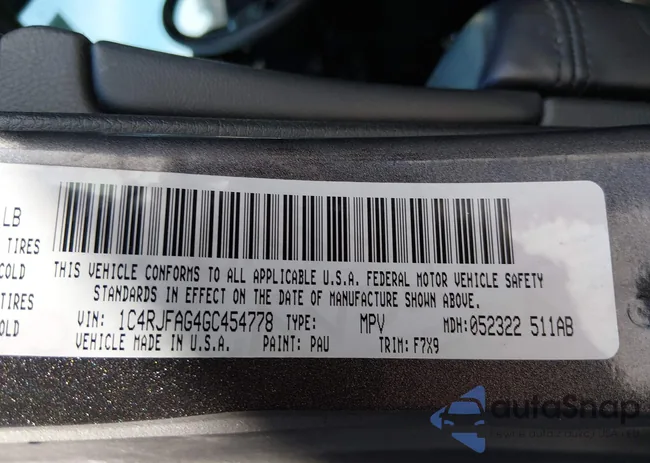 LB
TIRES
COLD
TIRES
COLD
THIS VEHICLE CONFORMS TO ALL APPLICABLE U.S.A. FEDERAL MOTOR VEHICLE SAFETY
STANDARDS IN EFFECT ON THE DATE OF MANUFACTURE SHOWN ABOVE.
VIN: 1C4RJFAG4GC454778 TYPE: MPV MDH: 052322 511AB
VEHICLE MADE IN U.S.A. PAINT: PAU TRIM: F7X9
autoSnap